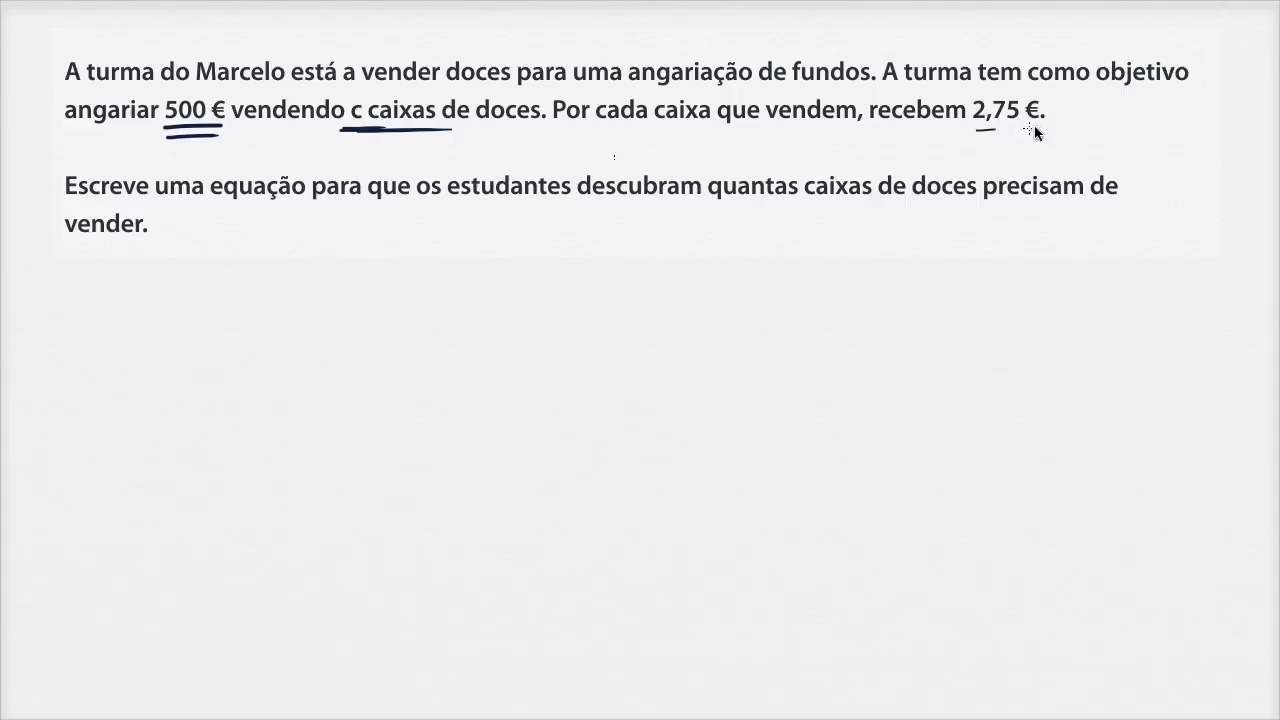 A turma do Marcelo está a vender doces para uma angariação de fundos. A turma tem como objetivo
angariar 500 € vendendo c caixas de doces. Por cada caixa que vendem, recebem 2,75 €.
Escreve uma equação para que os estudantes descubram quantas caixas de doces precisam de
vender.